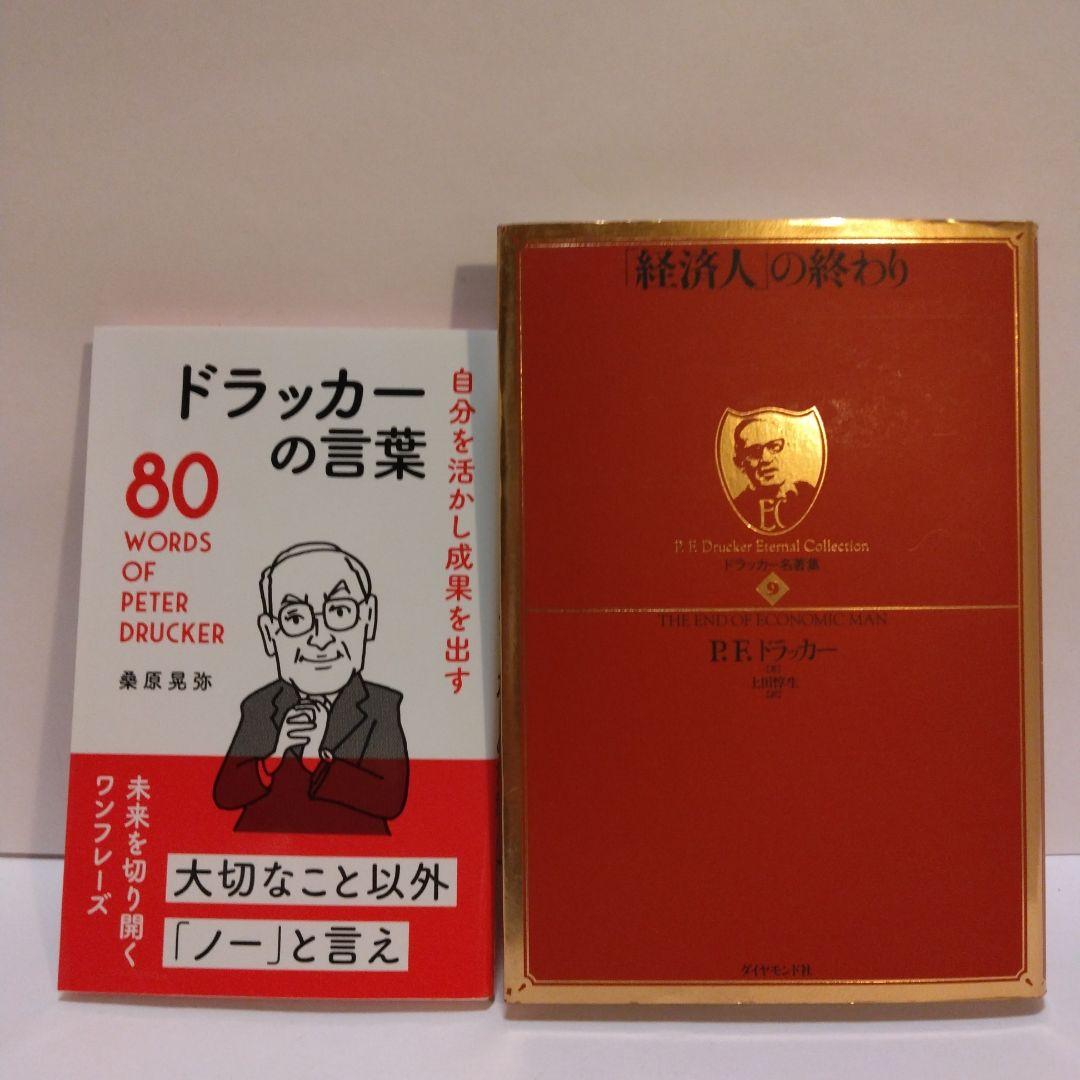 自分を活かし成果を出す
ドラッカー
の言葉
80
WORDS
OF
PETER
DRUCKER
桑原晃弥
未来を切り開く
ワンフレーズ
大切なこと以外
「ノー」と言え
「経済人」の終わり
EC
P. F. Drucker Eternal Collection
ドラッカー名著集
9
THE END OF ECONOMIC MAN
P. F. ドラッカー
[著]
上田惇生
[訳]
ダイヤモンド社